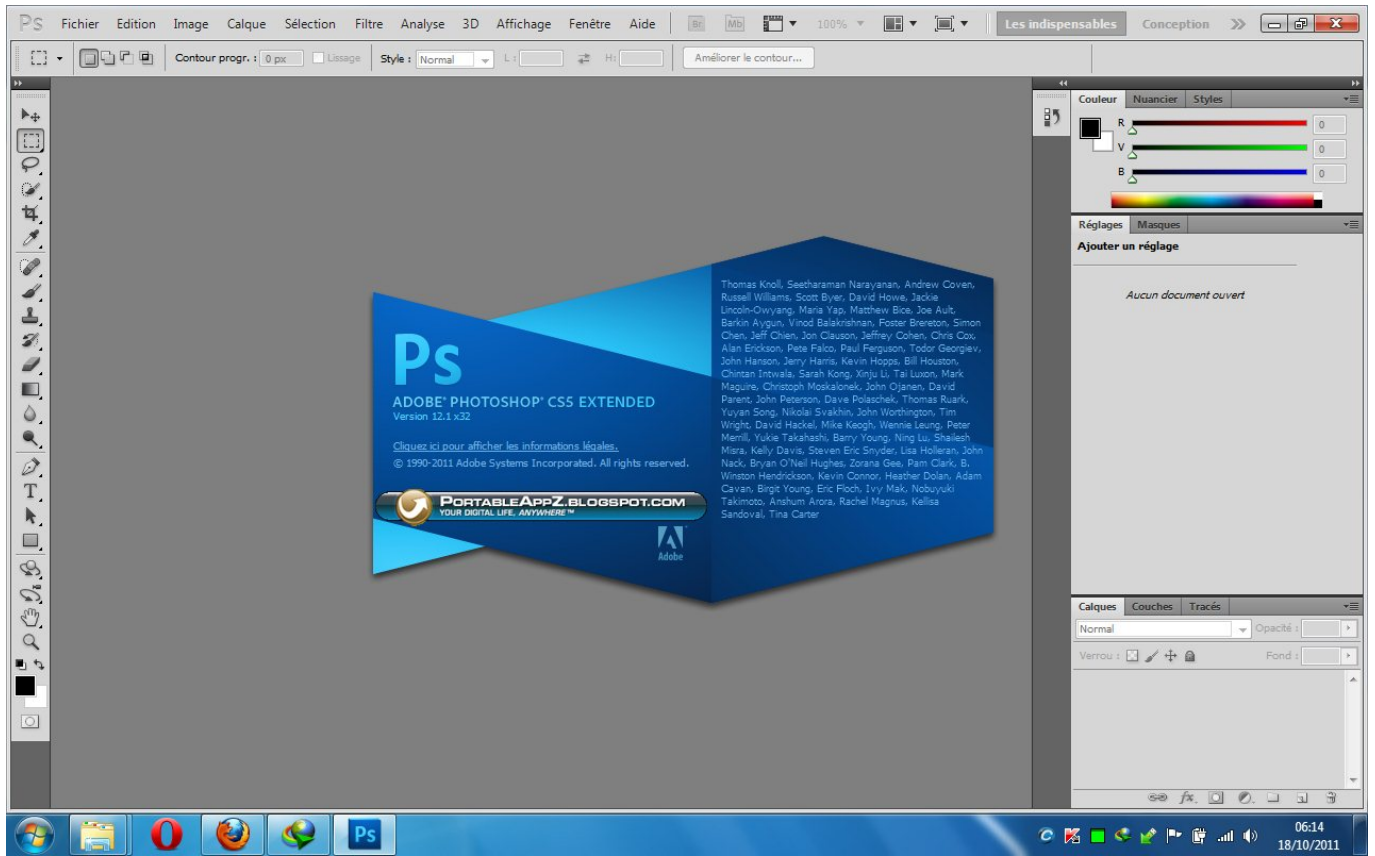 Ps Fichier Edition Image Calque Sélection Filtre Analyse 3D Affichage Fenêtre Aide Br Mb 100% Les indispensables Conception
Contour progr. : 0 px Lissage Style : Normal L : H: Améliorer le contour...
Couleur Nuancier Styles
R 0
V 0
B 0
Réglages Masques
Ajouter un réglage
Aucun document ouvert
Ps
ADOBE® PHOTOSHOP® CS5 EXTENDED
Version 12.1 x32
Cliquez ici pour afficher les informations légales.
© 1990-2011 Adobe Systems Incorporated. All rights reserved.
PORTABLEAPPZ.BLOGSPOT.COM
YOUR DIGITAL LIFE, ANYWHERE™
Adobe
Thomas Knoll, Seetharaman Narayanan, Andrew Coven,
Russell Williams, Scott Byer, David Howe, Jackie
Lincoln-Owyang, Maria Yap, Matthew Bice, Joe Ault,
Barkin Aygun, Vinod Balakrishnan, Foster Brereton, Simon
Chen, Jeff Chien, Jon Clauson, Jeffrey Cohen, Chris Cox,
Alan Erickson, Pete Falco, Paul Ferguson, Todor Georgiev,
John Hanson, Jerry Harris, Kevin Hopps, Bill Houston,
Chintan Intwala, Sarah Kong, Xinju Li, Tai Luxon, Mark
Maguire, Christoph Moskalonek, John Ojanen, David
Parent, John Peterson, Dave Polaschek, Thomas Ruark,
Yuyan Song, Nikolai Svakhin, John Worthington, Tim
Wright, David Hackel, Mike Keogh, Wennie Leung, Peter
Merrill, Yukie Takahashi, Barry Young, Ning Lu, Shailesh
Misra, Kelly Davis, Steven Eric Snyder, Lisa Holleran, John
Nack, Bryan O'Neil Hughes, Zorana Gee, Pam Clark, B.
Winston Hendrickson, Kevin Connor, Heather Dolan, Adam
Cavan, Birgit Young, Eric Floch, Ivy Mak, Nobuyuki
Takimoto, Anshum Arora, Rachel Magnus, Kellisa
Sandoval, Tina Carter
Calques Couches Tracés
Normal Opacité :
Verrou : Fond :
fx.
Ps
06:14
18/10/2011